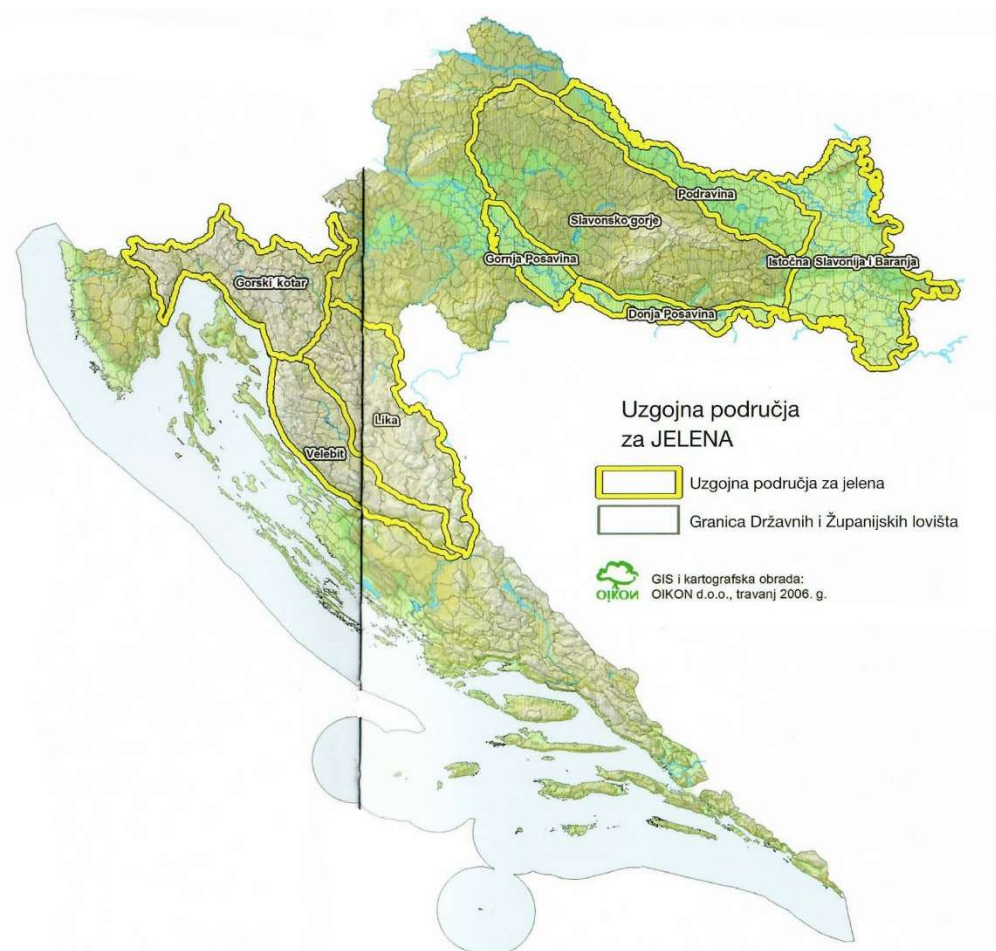 Podravina
Slavonsko gorje
Gornja Posavina
Istočna Slavonija i Baranja
Gorski kotar
Donja Posavina
Lika
Velebit
Uzgojna područja
za JELENA
Uzgojna područja za jelena
Granica Državnih i Županijskih lovišta
OIKON
GIS i kartografska obrada:
OIKON d.o.o., travanj 2006. g.